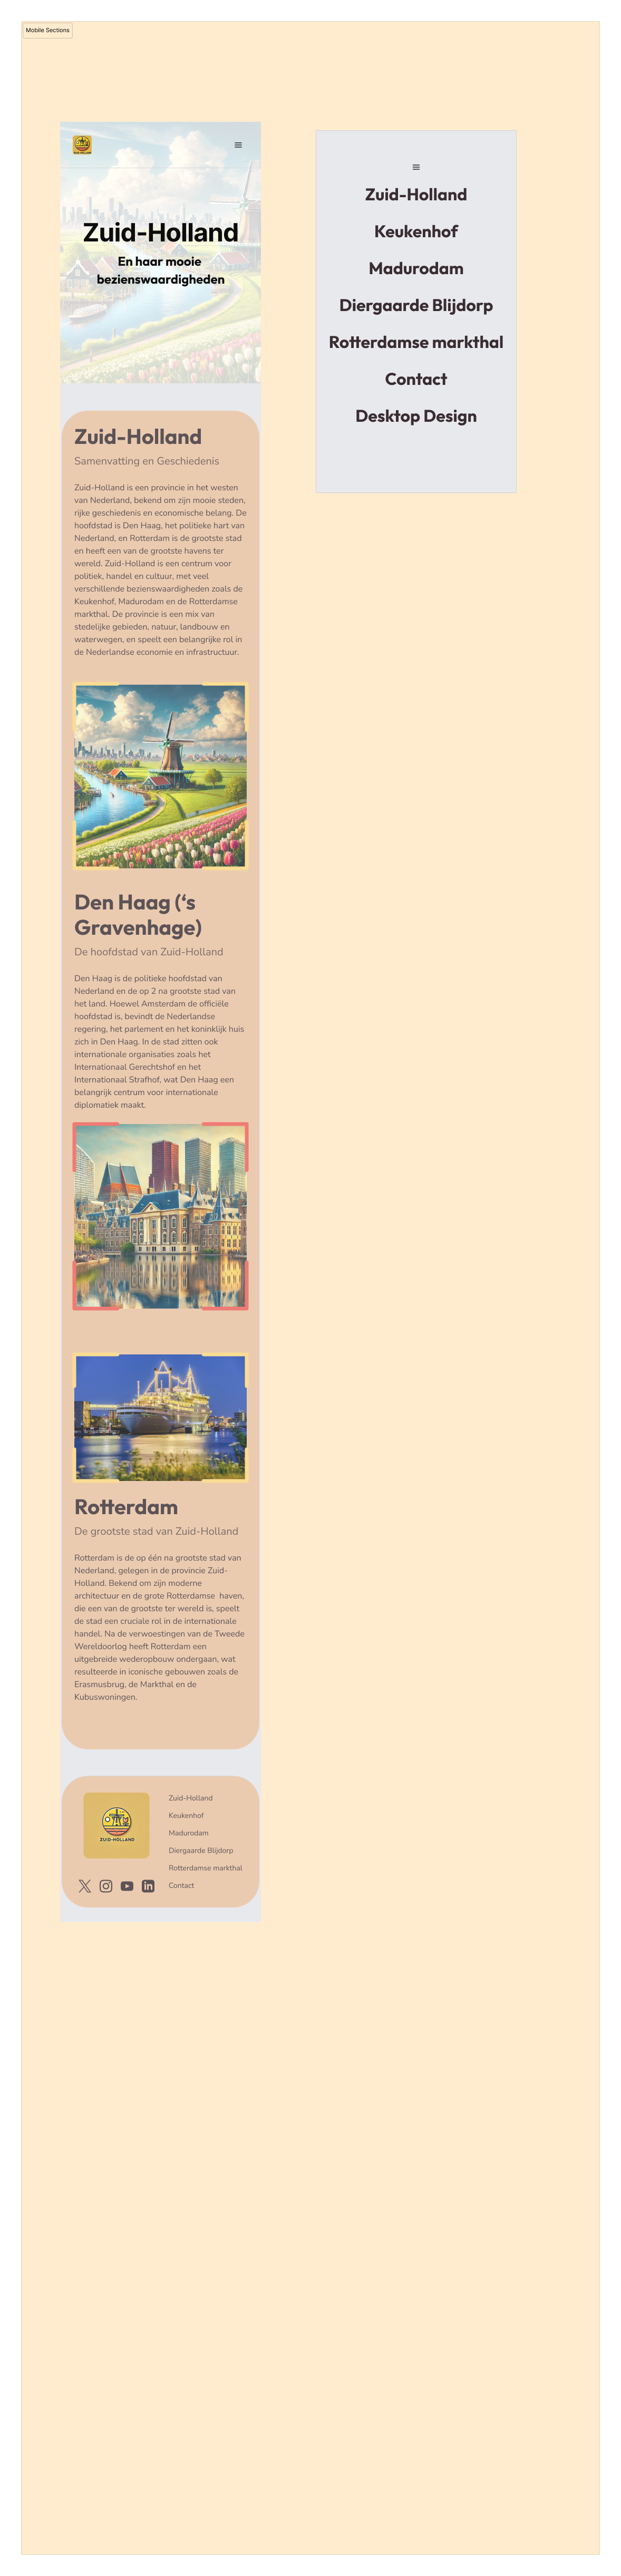 Mobile Sections
Zuid-Holland
En haar mooie
bezienswaardigheden
Zuid-Holland
Samenvatting en Geschiedenis
Zuid-Holland is een provincie in het westen
van Nederland, bekend om zijn mooie steden,
rijke geschiedenis en economische belang. De
hoofdstad is Den Haag, het politieke hart van
Nederland, en Rotterdam is de grootste stad
en heeft een van de grootste havens ter
wereld. Zuid-Holland is een centrum voor
politiek, handel en cultuur, met veel
verschillende bezienswaardigheden zoals de
Keukenhof, Madurodam en de Rotterdamse
markthal. De provincie is een mix van
stedelijke gebieden, natuur, landbouw en
waterwegen, en speelt een belangrijke rol in
de Nederlandse economie en infrastructuur.
Den Haag (‘s
Gravenhage)
De hoofdstad van Zuid-Holland
Den Haag is de politieke hoofdstad van
Nederland en de op 2 na grootste stad van
het land. Hoewel Amsterdam de officiële
hoofdstad is, bevindt de Nederlandse
regering, het parlement en het koninklijk huis
zich in Den Haag. In de stad zitten ook
internationale organisaties zoals het
Internationaal Gerechtshof en het
Internationaal Strafhof, wat Den Haag een
belangrijk centrum voor internationale
diplomatiek maakt.
Rotterdam
De grootste stad van Zuid-Holland
Rotterdam is de op één na grootste stad van
Nederland, gelegen in de provincie Zuid-
Holland. Bekend om zijn moderne
architectuur en de grote Rotterdamse  haven,
die een van de grootste ter wereld is, speelt
de stad een cruciale rol in de internationale
handel. Na de verwoestingen van de Tweede
Wereldoorlog heeft Rotterdam een
uitgebreide wederopbouw ondergaan, wat
resulteerde in iconische gebouwen zoals de
Erasmusbrug, de Markthal en de
Kubuswoningen.
ZUID-HOLLAND
Zuid-Holland
Keukenhof
Madurodam
Diergaarde Blijdorp
Rotterdamse markthal
Contact
Zuid-Holland
Keukenhof
Madurodam
Diergaarde Blijdorp
Rotterdamse markthal
Contact
Desktop Design